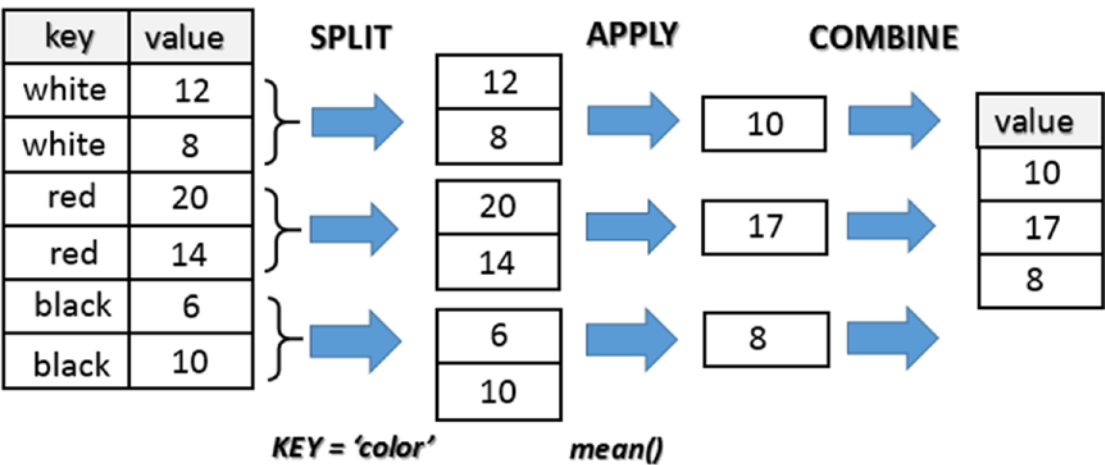 key value
white 12
white 8
red 20
red 14
black 6
black 10
SPLIT
12
8
20
14
6
10
KEY = ‘color’
APPLY
10
17
8
mean()
COMBINE
value
10
17
8